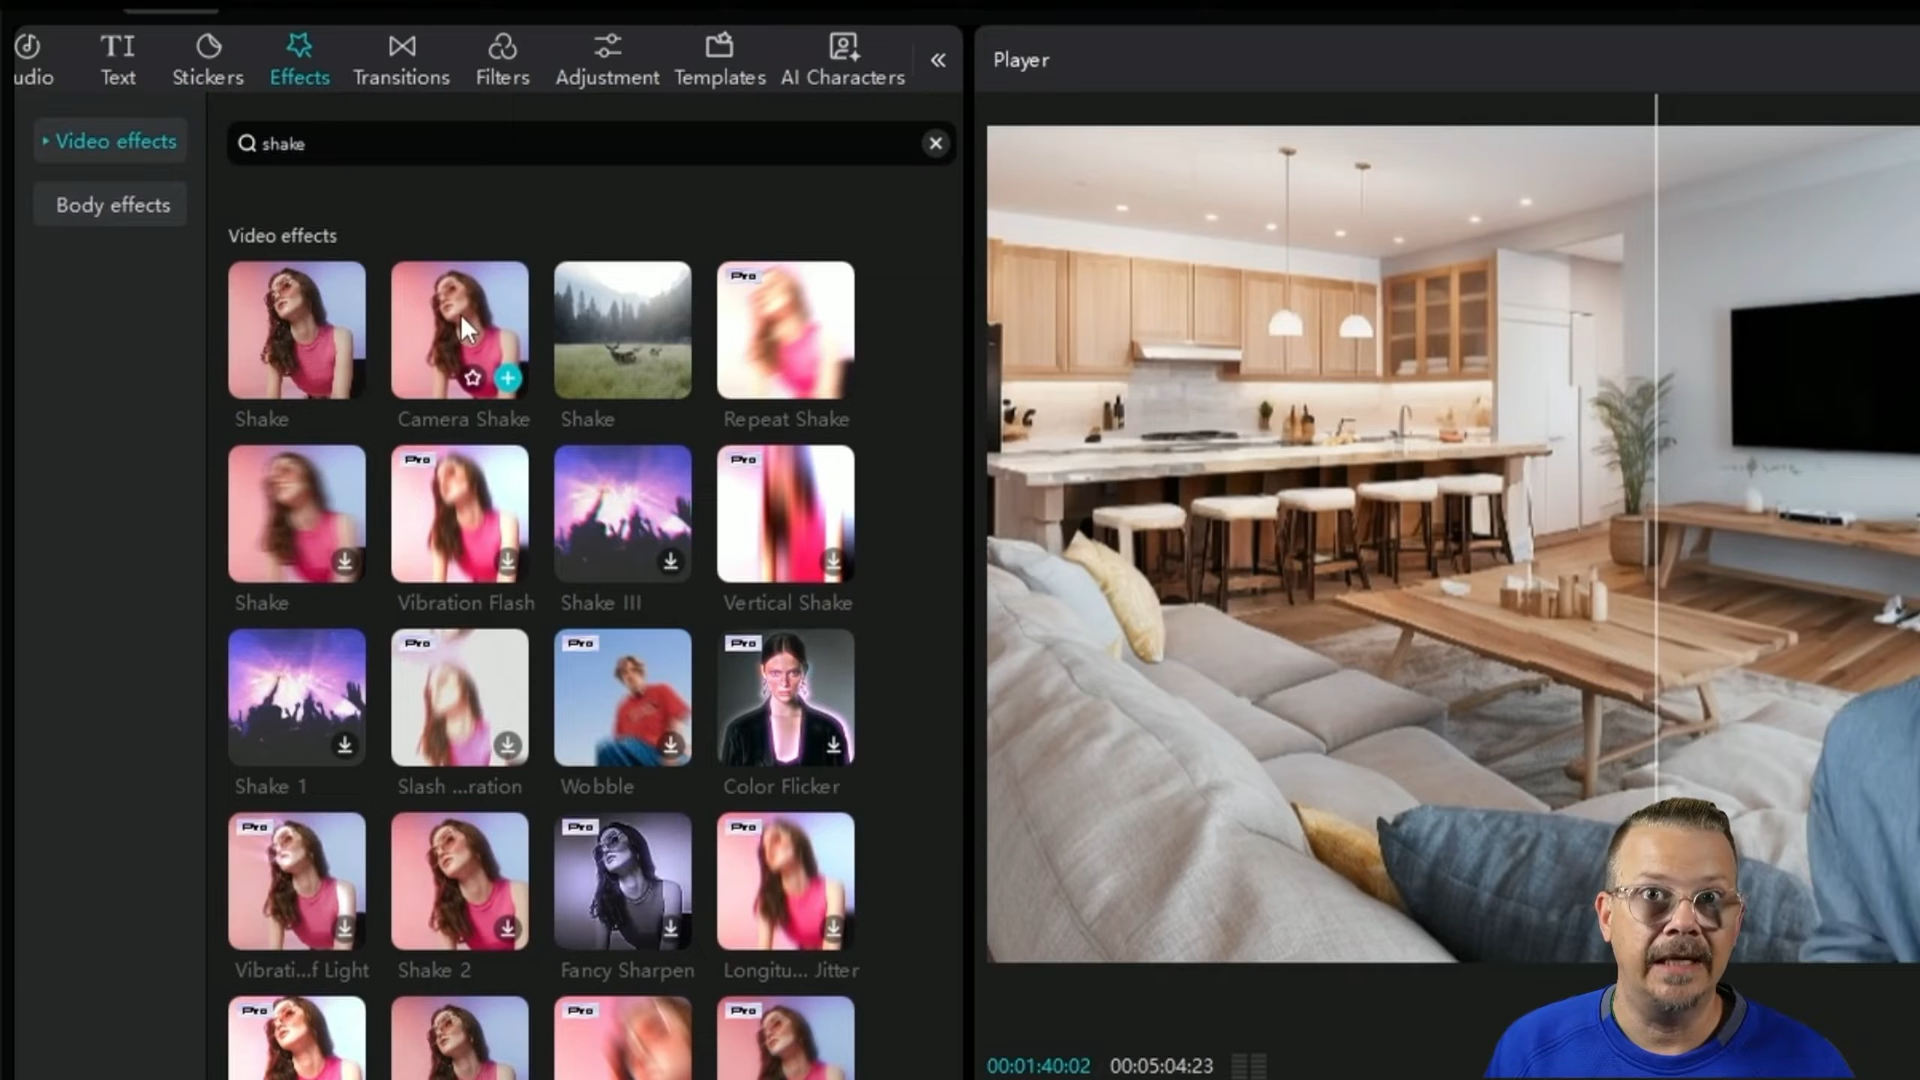 udio
Text
Stickers
Effects
Transitions
Filters
Adjustment
Templates
AI Characters
Player
Video effects
Body effects
shake
Video effects
Pro
Shake
Camera Shake
Shake
Repeat Shake
Pro
Pro
Shake
Vibration Flash
Shake III
Vertical Shake
Pro
Pro
Pro
Shake 1
Slash ...ration
Wobble
Color Flicker
Pro
Pro
Pro
Vibrati...f Light
Shake 2
Fancy Sharpen
Longitu... Jitter
Pro
Pro
Pro
00:01:40:02 00:05:04:23